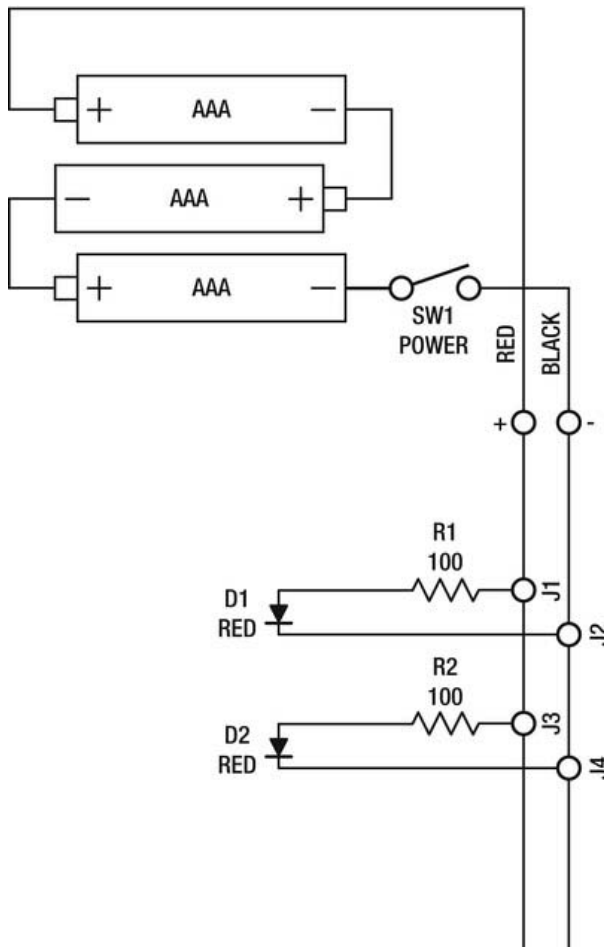 + AAA −
− AAA +
+ AAA −
SW1
POWER
RED
BLACK
+
-
R1
100
J1
D1
RED
J2
R2
100
J3
D2
RED
J4